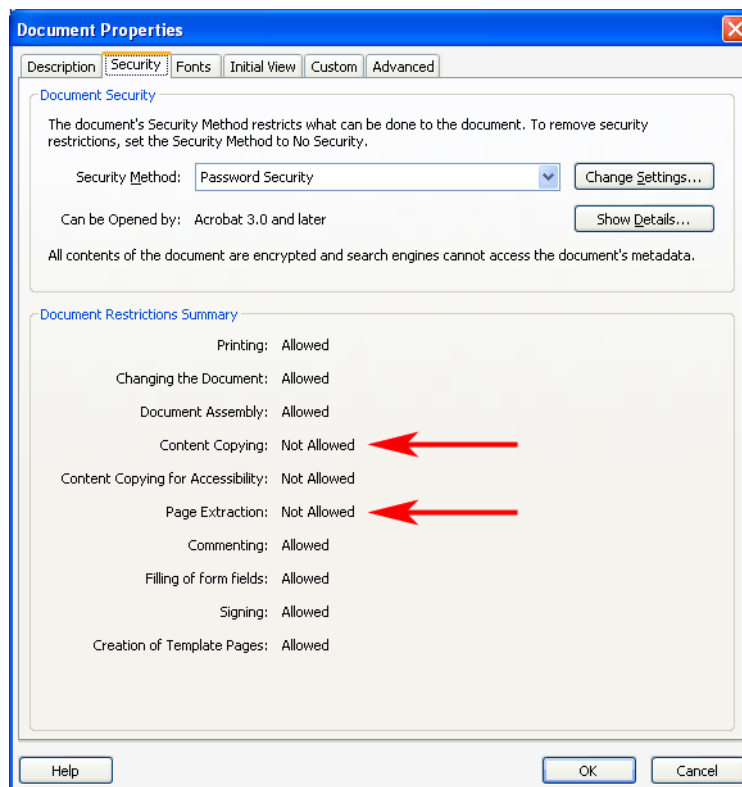 Document Properties
Description Security Fonts Initial View Custom Advanced
Document Security
The document's Security Method restricts what can be done to the document. To remove security
restrictions, set the Security Method to No Security.
Security Method: Password Security Change Settings...
Can be Opened by: Acrobat 3.0 and later Show Details...
All contents of the document are encrypted and search engines cannot access the document's metadata.
Document Restrictions Summary
Printing: Allowed
Changing the Document: Allowed
Document Assembly: Allowed
Content Copying: Not Allowed
Content Copying for Accessibility: Not Allowed
Page Extraction: Not Allowed
Commenting: Allowed
Filling of form fields: Allowed
Signing: Allowed
Creation of Template Pages: Allowed
Help OK Cancel